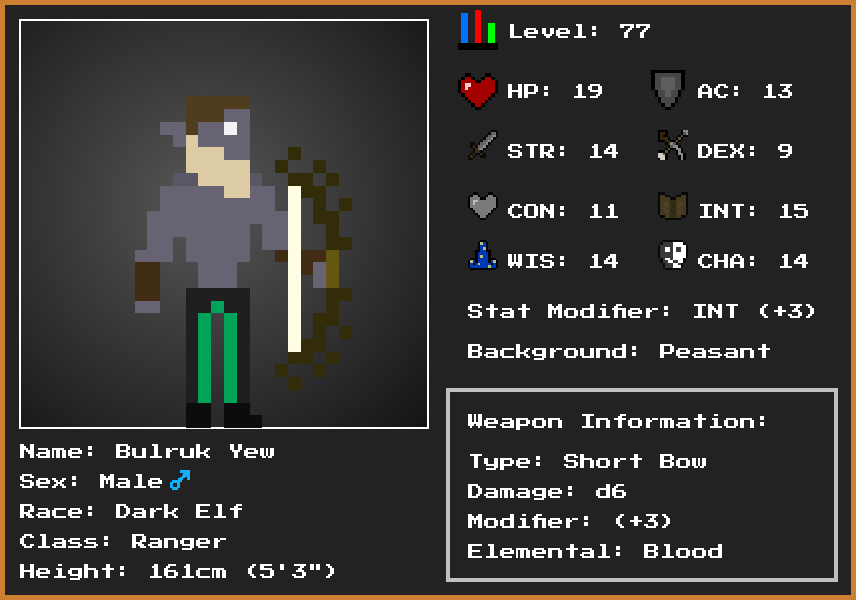 Level: 77
HP: 19
AC: 13
STR: 14
DEX: 9
CON: 11
INT: 15
WIS: 14
CHA: 14
Stat Modifier: INT (+3)
Background: Peasant
Weapon Information:
Type: Short Bow
Damage: d6
Modifier: (+3)
Elemental: Blood
Name: Bulruk Yew
Sex: Male♂
Race: Dark Elf
Class: Ranger
Height: 161cm (5'3")